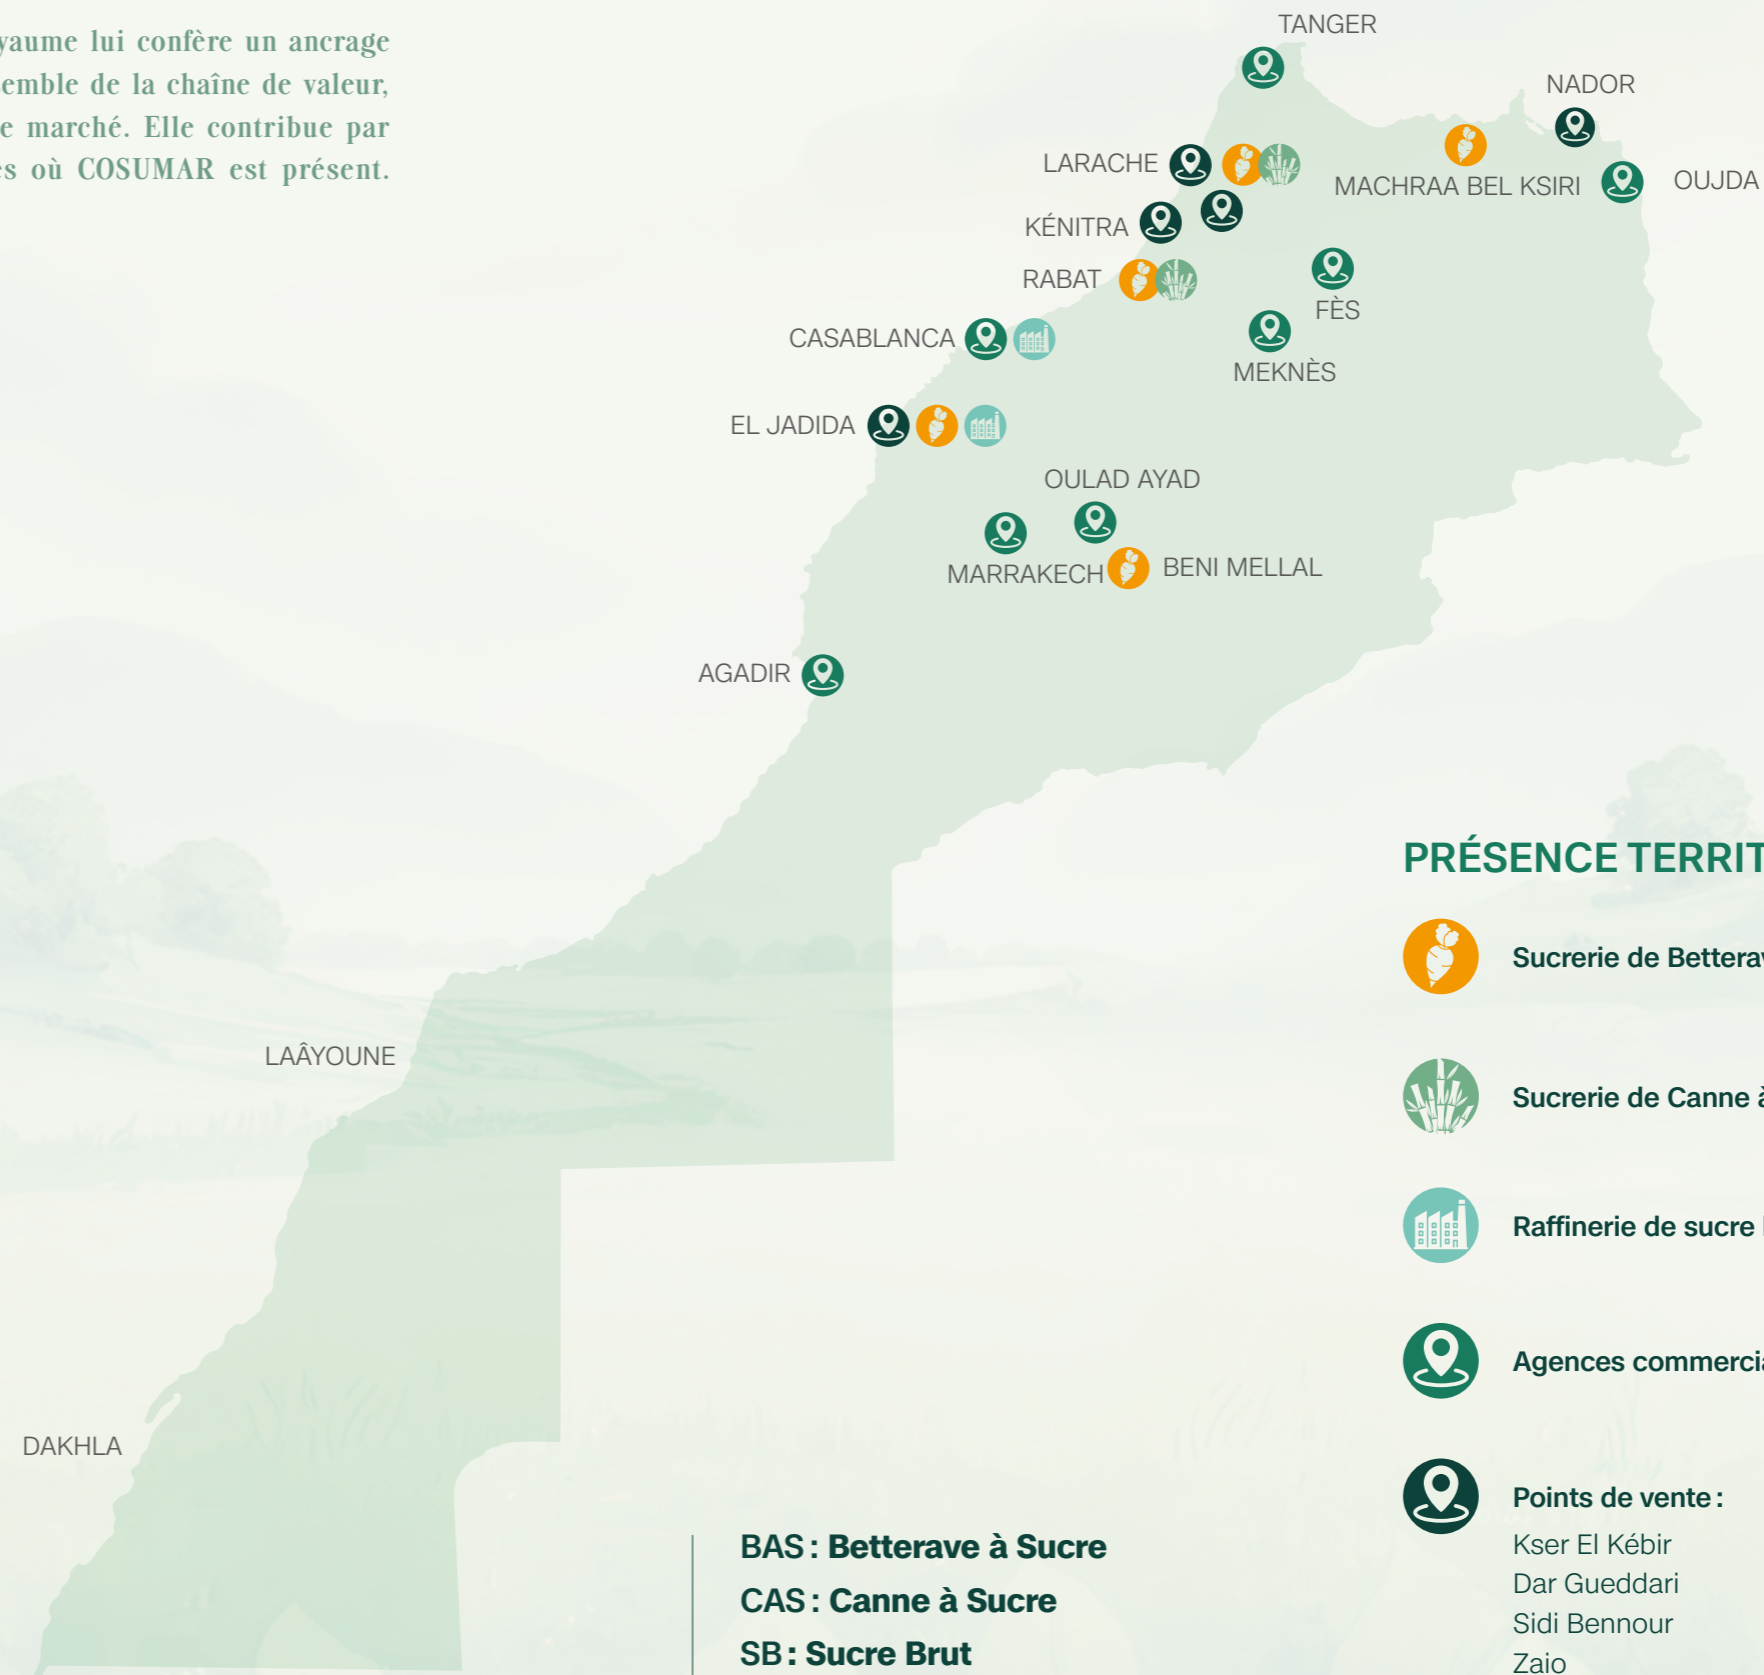 yaume lui confère un ancrage
emble de la chaîne de valeur,
e marché. Elle contribue par
es où COSUMAR est présent.
TANGER
NADOR
LARACHE
MACHRAA BEL KSIRI
OUJDA
KÉNITRA
RABAT
FÈS
CASABLANCA
MEKNÈS
EL JADIDA
OULAD AYAD
MARRAKECH
BENI MELLAL
AGADIR
LAÂYOUNE
DAKHLA
PRÉSENCE TERRIT
Sucrerie de Bettera
Sucrerie de Canne à
Raffinerie de sucre
Agences commercia
Points de vente :
Kser El Kébir
Dar Gueddari
Sidi Bennour
Zaio
BAS : Betterave à Sucre
CAS : Canne à Sucre
SB : Sucre Brut